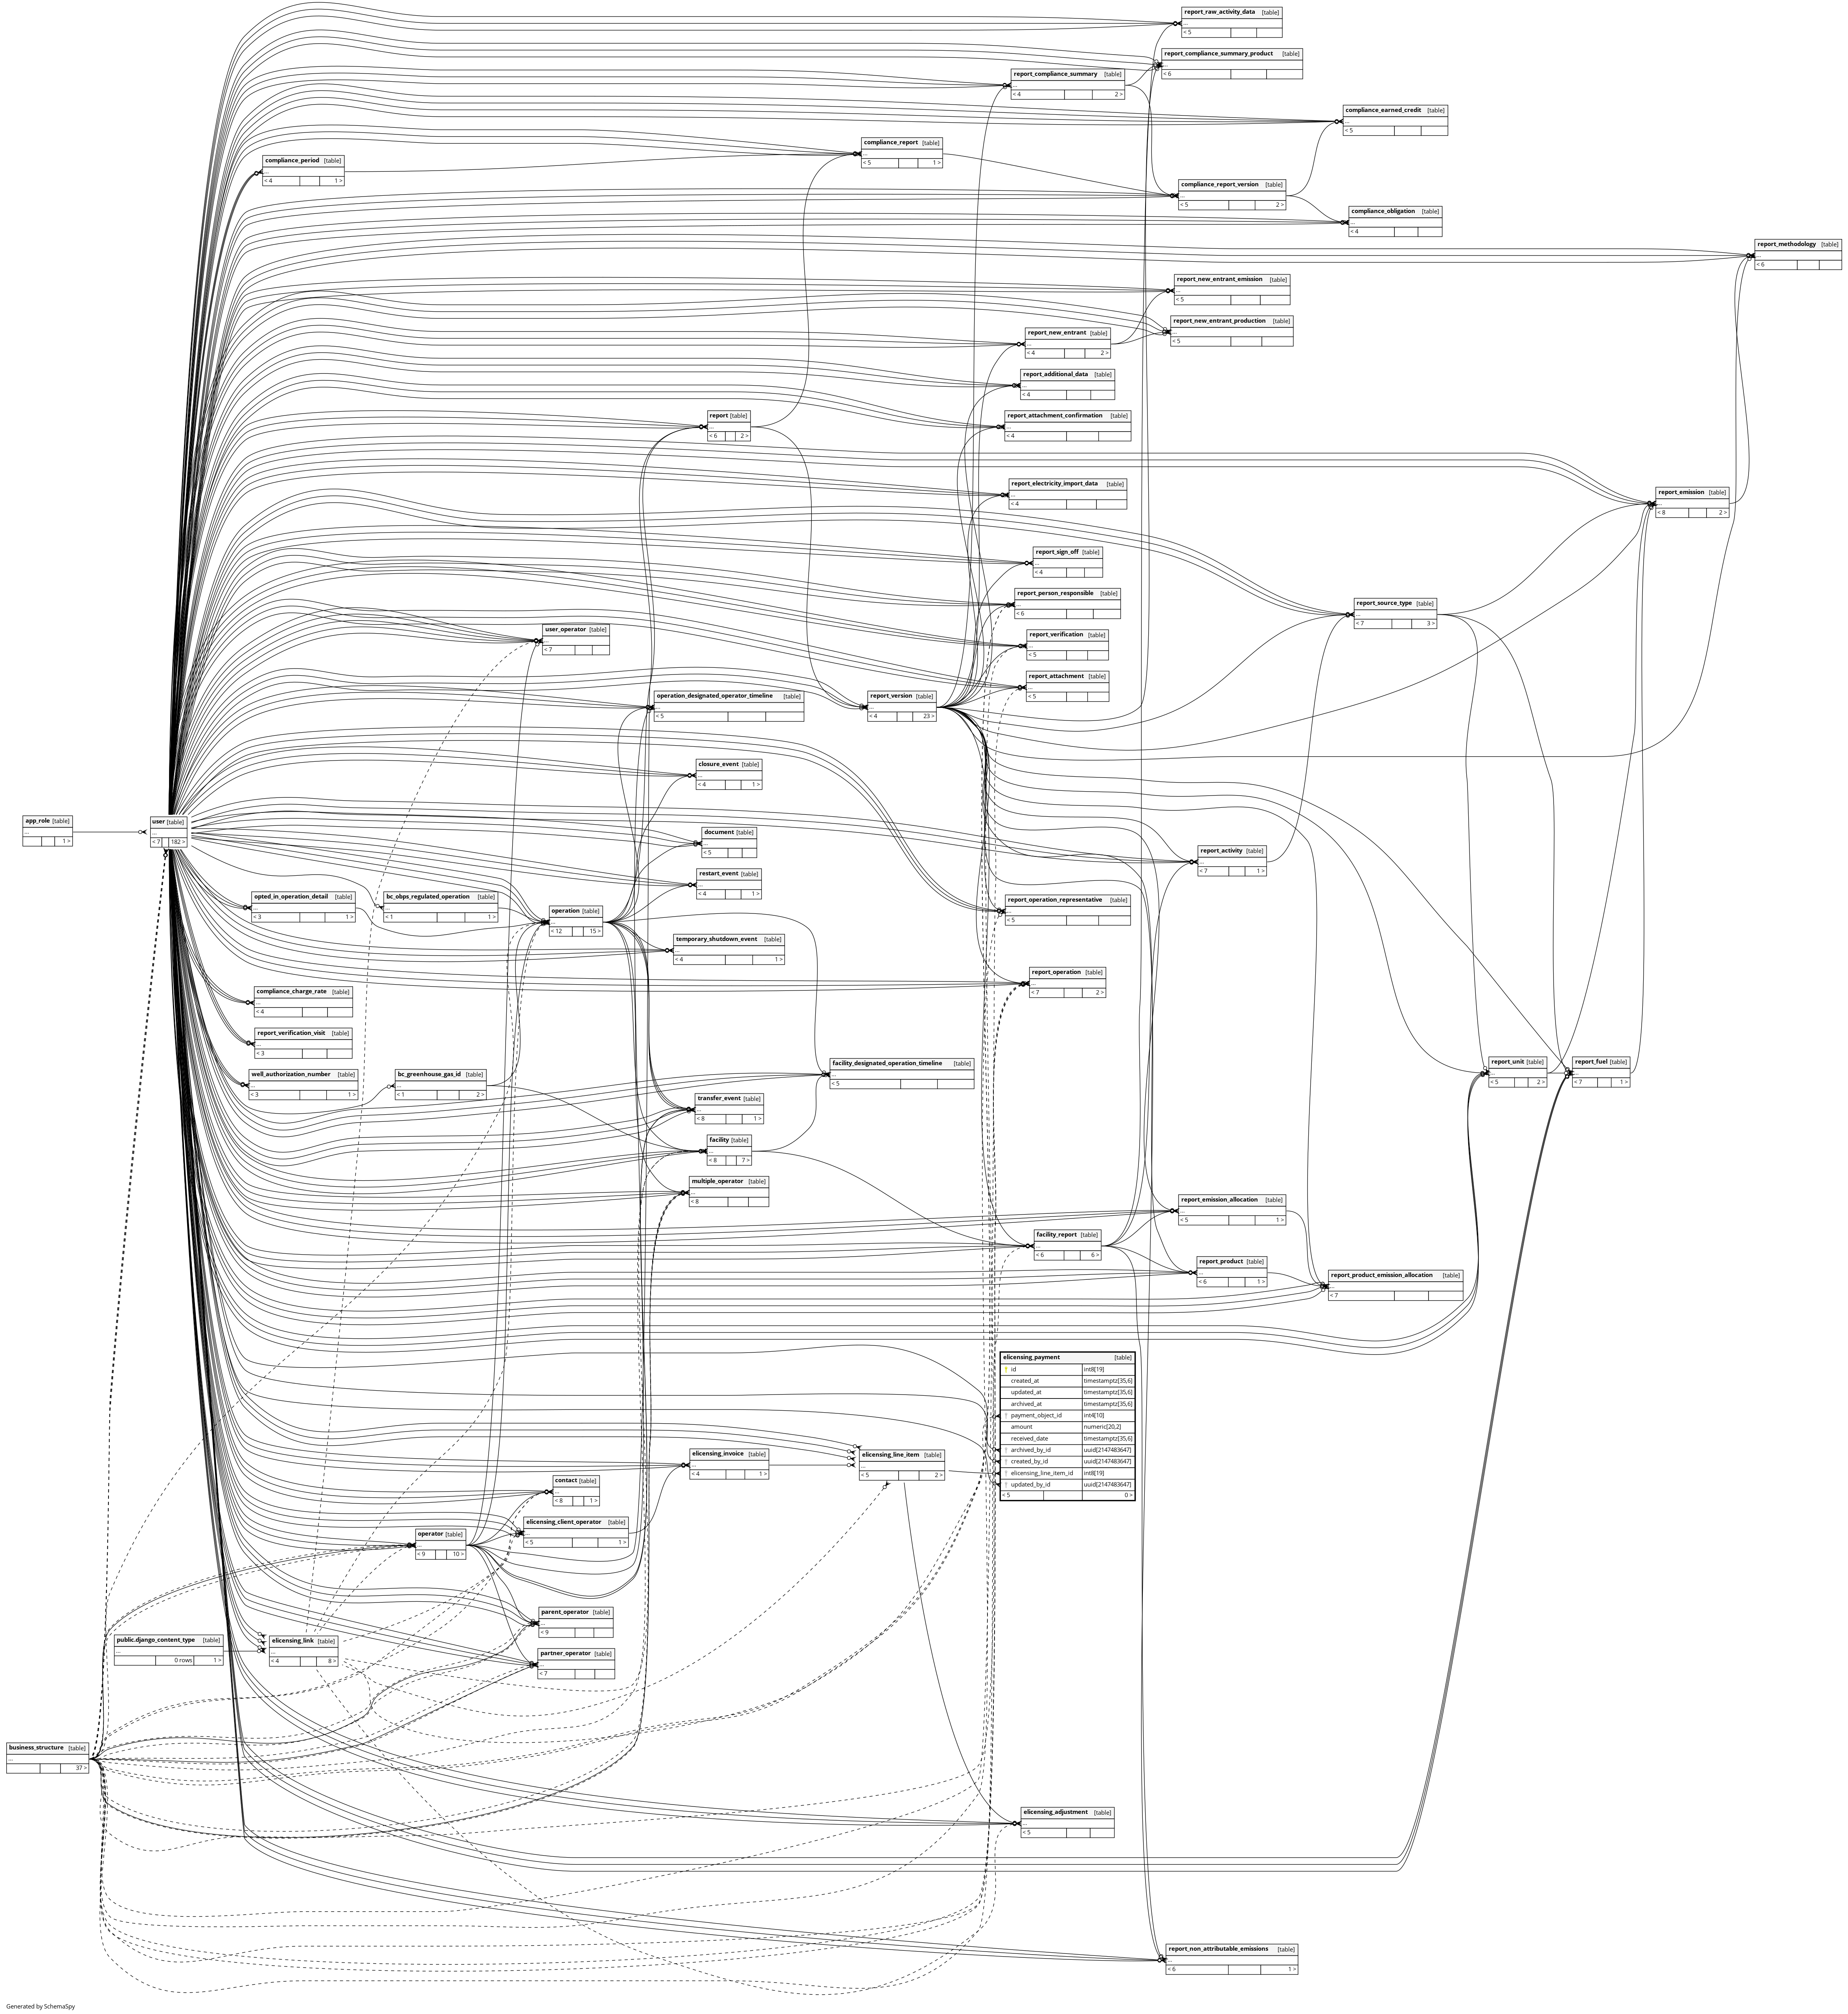 report_raw_activity_data [table]
...
< 5
report_compliance_summary_product [table]
...
< 6
report_compliance_summary [table]
...
< 4 2 >
compliance_earned_credit [table]
...
< 5
compliance_report [table]
...
< 5 1 >
compliance_period [table]
...
< 4 1 >
compliance_report_version [table]
...
< 5 2 >
compliance_obligation [table]
...
< 4
report_methodology [table]
...
< 6
report_new_entrant_emission [table]
...
< 5
report_new_entrant_production [table]
...
< 5
report_new_entrant [table]
...
< 4 2 >
report_additional_data [table]
...
< 4
report [table]
...
< 6 2 >
report_attachment_confirmation [table]
...
< 4
report_electricity_import_data [table]
...
< 4
report_emission [table]
...
< 8 2 >
report_sign_off [table]
...
< 4
report_person_responsible [table]
...
< 6
report_source_type [table]
...
< 7 3 >
user_operator [table]
...
< 7
report_verification [table]
...
< 5
report_attachment [table]
...
< 5
operation_designated_operator_timeline [table]
...
< 5
report_version [table]
...
< 4 23 >
closure_event [table]
...
< 4 1 >
app_role [table]
...
1 >
user [table]
...
< 7 182 >
document [table]
...
< 5
report_activity [table]
...
< 7 1 >
restart_event [table]
...
< 4 1 >
opted_in_operation_detail [table]
...
< 3 1 >
bc_obps_regulated_operation [table]
...
< 1 1 >
operation [table]
...
< 12 15 >
report_operation_representative [table]
...
< 5
temporary_shutdown_event [table]
...
< 4 1 >
report_operation [table]
...
< 7 2 >
compliance_charge_rate [table]
...
< 4
report_verification_visit [table]
...
< 3
well_authorization_number [table]
...
< 3 1 >
bc_greenhouse_gas_id [table]
...
< 1 2 >
facility_designated_operation_timeline [table]
...
< 5
report_unit [table]
...
< 5 2 >
report_fuel [table]
...
< 7 1 >
transfer_event [table]
...
< 8 1 >
facility [table]
...
< 8 7 >
multiple_operator [table]
...
< 8
report_emission_allocation [table]
...
< 5 1 >
facility_report [table]
...
< 6 6 >
report_product [table]
...
< 6 1 >
report_product_emission_allocation [table]
...
< 7
elicensing_payment [table]
id int8[19]
created_at timestamptz[35,6]
updated_at timestamptz[35,6]
archived_at timestamptz[35,6]
payment_object_id int4[10]
amount numeric[20,2]
received_date timestamptz[35,6]
archived_by_id uuid[2147483647]
created_by_id uuid[2147483647]
elicensing_line_item_id int8[19]
updated_by_id uuid[2147483647]
< 5 0 >
elicensing_invoice [table]
...
< 4 1 >
elicensing_line_item [table]
...
< 5 2 >
contact [table]
...
< 8 1 >
elicensing_client_operator [table]
...
< 5 1 >
operator [table]
...
< 9 10 >
parent_operator [table]
...
< 9
public.django_content_type [table]
...
0 rows 1 >
elicensing_link [table]
...
< 4 8 >
partner_operator [table]
...
< 7
business_structure [table]
...
37 >
elicensing_adjustment [table]
...
< 5
report_non_attributable_emissions [table]
...
< 6 1 >
Generated by SchemaSpy